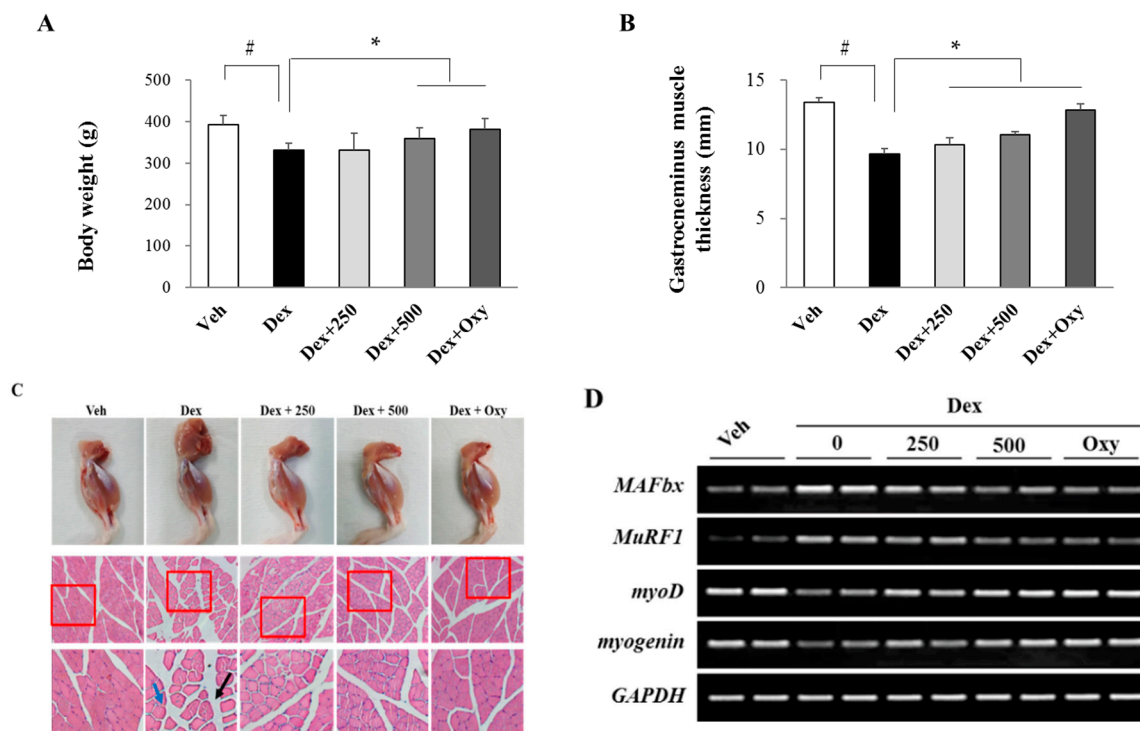 A
#
*
Body weight (g)
500
400
300
200
100
0
Veh
Dex
Dex+250
Dex+500
Dex+Oxy
B
#
*
Gastrocneminus muscle
thickness (mm)
15
10
5
0
Veh
Dex
Dex+250
Dex+500
Dex+Oxy
C
Veh Dex Dex + 250 Dex + 500 Dex + Oxy
D
Dex
Veh 0 250 500 Oxy
MAFbx
MuRF1
myoD
myogenin
GAPDH